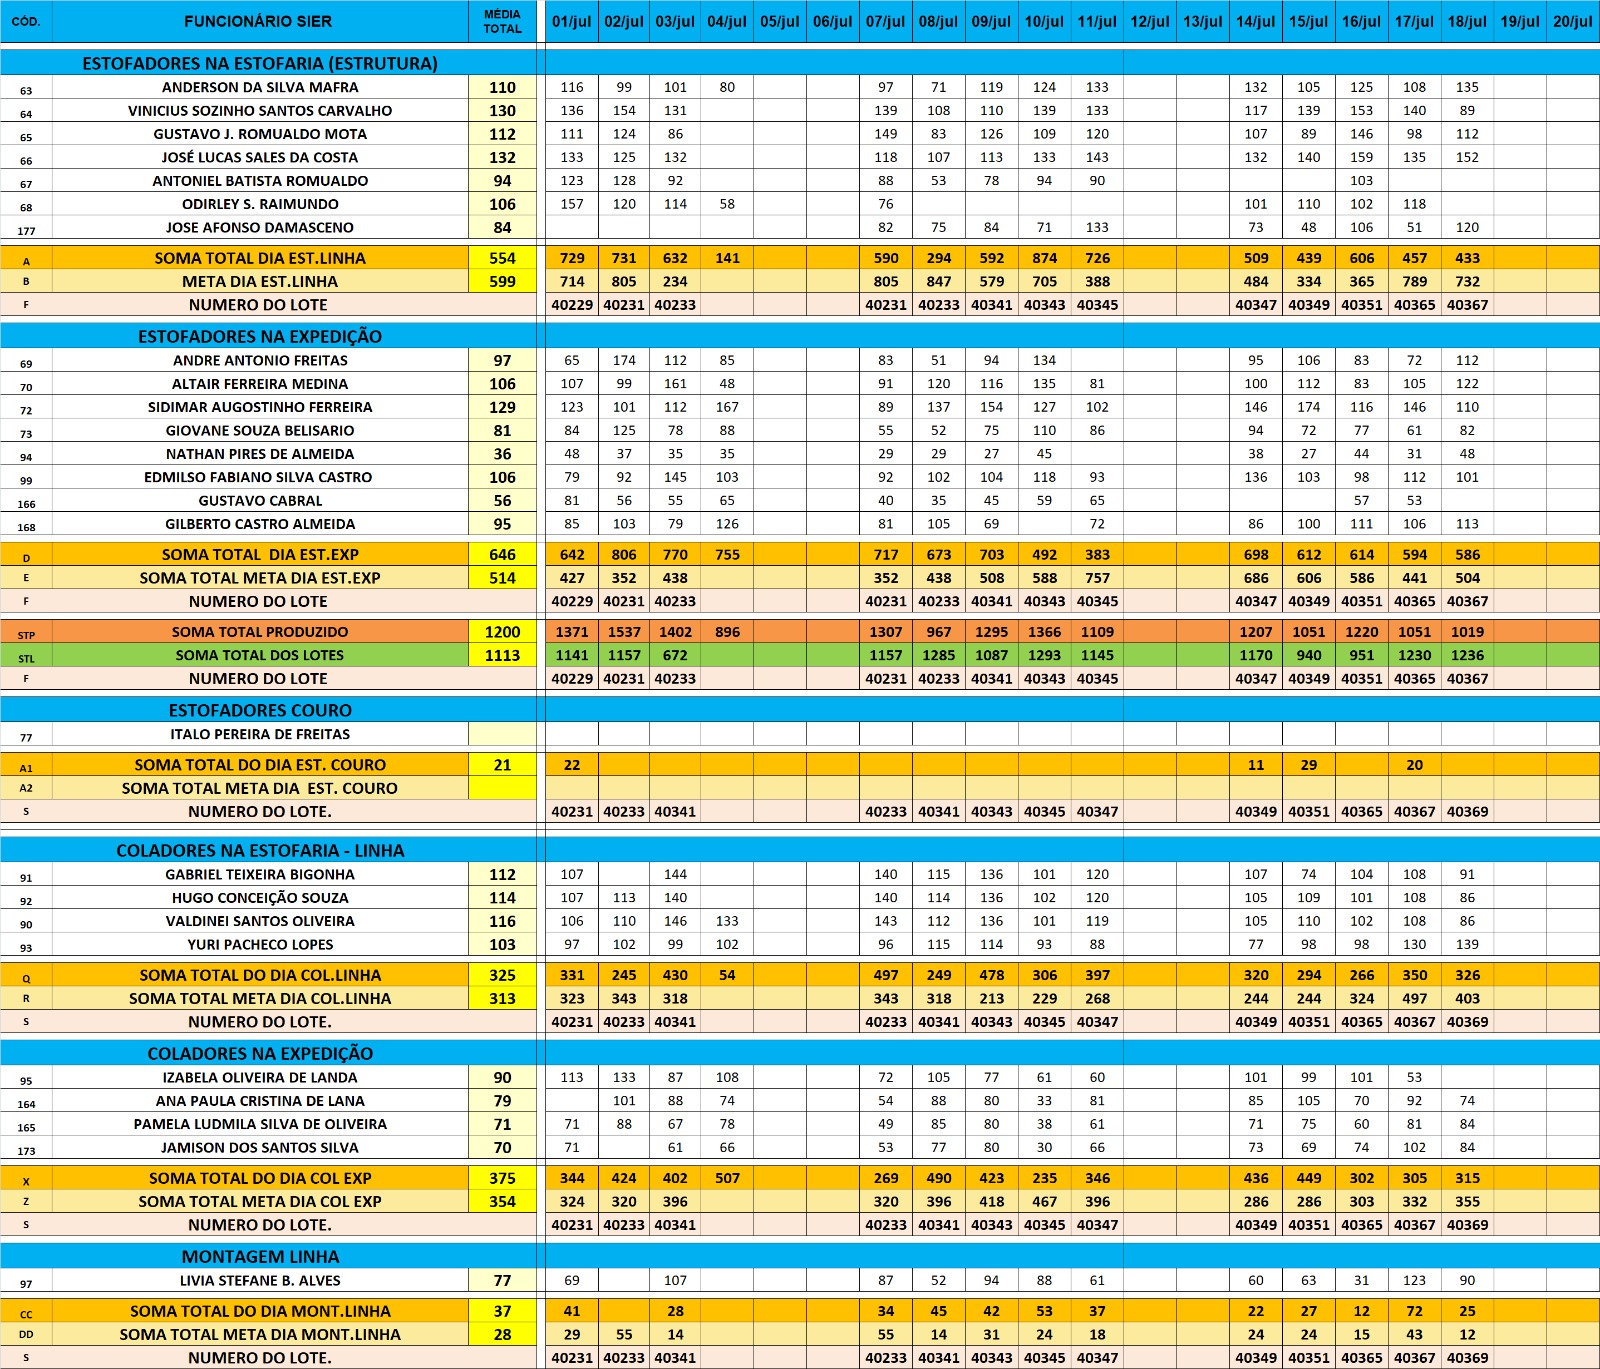 CÓD. FUNCIONÁRIO SIER MÉDIA TOTAL 01/jul 02/jul 03/jul 04/jul 05/jul 06/jul 07/jul 08/jul 09/jul 10/jul 11/jul 12/jul 13/jul 14/jul 15/jul 16/jul 17/jul 18/jul 19/jul 20/jul
ESTOFADORES NA ESTOFARIA (ESTRUTURA)
63 ANDERSON DA SILVA MAFRA 110 116 99 101 80 97 71 119 124 133 132 105 125 108 135
64 VINICIUS SOZINHO SANTOS CARVALHO 130 136 154 131 139 108 110 139 133 117 139 153 140 89
65 GUSTAVO J. ROMUALDO MOTA 112 111 124 86 149 83 126 109 120 107 89 146 98 112
66 JOSÉ LUCAS SALES DA COSTA 132 133 125 132 118 107 113 133 143 132 140 159 135 152
67 ANTONIEL BATISTA ROMUALDO 94 123 128 92 88 53 78 94 90 103
68 ODIRLEY S. RAIMUNDO 106 157 120 114 58 76 101 110 102 118
177 JOSE AFONSO DAMASCENO 84 82 75 84 71 133 73 48 106 51 120
A SOMA TOTAL DIA EST.LINHA 554 729 731 632 141 590 294 592 874 726 509 439 606 457 433
B META DIA EST.LINHA 599 714 805 234 805 847 579 705 388 484 334 365 789 732
F NUMERO DO LOTE 40229 40231 40233 40231 40233 40341 40343 40345 40347 40349 40351 40365 40367
ESTOFADORES NA EXPEDIÇÃO
69 ANDRE ANTONIO FREITAS 97 65 174 112 85 83 51 94 134 95 106 83 72 112
70 ALTAIR FERREIRA MEDINA 106 107 99 161 48 91 120 116 135 81 100 112 83 105 122
72 SIDIMAR AUGOSTINHO FERREIRA 129 123 101 112 167 89 137 154 127 102 146 174 116 146 110
73 GIOVANE SOUZA BELISARIO 81 84 125 78 88 55 52 75 110 86 94 72 77 61 82
94 NATHAN PIRES DE ALMEIDA 36 48 37 35 35 29 29 27 45 38 27 44 31 48
99 EDMILSO FABIANO SILVA CASTRO 106 79 92 145 103 92 102 104 118 93 136 103 98 112 101
166 GUSTAVO CABRAL 56 81 56 55 65 40 35 45 59 65 57 53
168 GILBERTO CASTRO ALMEIDA 95 85 103 79 126 81 105 69 72 86 100 111 106 113
D SOMA TOTAL DIA EST.EXP 646 642 806 770 755 717 673 703 492 383 698 612 614 594 586
E SOMA TOTAL META DIA EST.EXP 514 427 352 438 352 438 508 588 757 686 606 586 441 504
F NUMERO DO LOTE 40229 40231 40233 40231 40233 40341 40343 40345 40347 40349 40351 40365 40367
STP SOMA TOTAL PRODUZIDO 1200 1371 1537 1402 896 1307 967 1295 1366 1109 1207 1051 1220 1051 1019
STL SOMA TOTAL DOS LOTES 1113 1141 1157 672 1157 1285 1087 1293 1145 1170 940 951 1230 1236
F NUMERO DO LOTE 40229 40231 40233 40231 40233 40341 40343 40345 40347 40349 40351 40365 40367
ESTOFADORES COURO
77 ITALO PEREIRA DE FREITAS
A1 SOMA TOTAL DO DIA EST. COURO 21 22 11 29 20
A2 SOMA TOTAL META DIA EST. COURO
S NUMERO DO LOTE. 40231 40233 40341 40233 40341 40343 40345 40347 40349 40351 40365 40367 40369
COLADORES NA ESTOFARIA - LINHA
91 GABRIEL TEIXEIRA BIGONHA 112 107 144 140 115 136 101 120 107 74 104 108 91
92 HUGO CONCEIÇÃO SOUZA 114 107 113 140 140 114 136 102 120 105 109 101 108 86
90 VALDINEI SANTOS OLIVEIRA 116 106 110 146 133 143 112 136 101 119 105 110 102 108 86
93 YURI PACHECO LOPES 103 97 102 99 102 96 115 114 93 88 77 98 98 130 139
Q SOMA TOTAL DO DIA COL.LINHA 325 331 245 430 54 497 249 478 306 397 320 294 266 350 326
R SOMA TOTAL META DIA COL.LINHA 313 323 343 318 343 318 213 229 268 244 244 324 497 403
S NUMERO DO LOTE. 40231 40233 40341 40233 40341 40343 40345 40347 40349 40351 40365 40367 40369
COLADORES NA EXPEDIÇÃO
95 IZABELA OLIVEIRA DE LANDA 90 113 133 87 108 72 105 77 61 60 101 99 101 53
164 ANA PAULA CRISTINA DE LANA 79 101 88 74 54 88 80 33 81 85 105 70 92 74
165 PAMELA LUDMILA SILVA DE OLIVEIRA 71 71 88 67 78 49 85 80 38 61 71 75 60 81 84
173 JAMISON DOS SANTOS SILVA 70 71 61 66 53 77 80 30 66 73 69 74 102 84
X SOMA TOTAL DO DIA COL EXP 375 344 424 402 507 269 490 423 235 346 436 449 302 305 315
Z SOMA TOTAL META DIA COL EXP 354 324 320 396 320 396 418 467 396 286 286 303 332 355
S NUMERO DO LOTE. 40231 40233 40341 40233 40341 40343 40345 40347 40349 40351 40365 40367 40369
MONTAGEM LINHA
97 LIVIA STEFANE B. ALVES 77 69 107 87 52 94 88 61 60 63 31 123 90
CC SOMA TOTAL DO DIA MONT.LINHA 37 41 28 34 45 42 53 37 22 27 12 72 25
DD SOMA TOTAL META DIA MONT.LINHA 28 29 55 14 55 14 31 24 18 24 24 15 43 12
S NUMERO DO LOTE. 40231 40233 40341 40233 40341 40343 40345 40347 40349 40351 40365 40367 40369